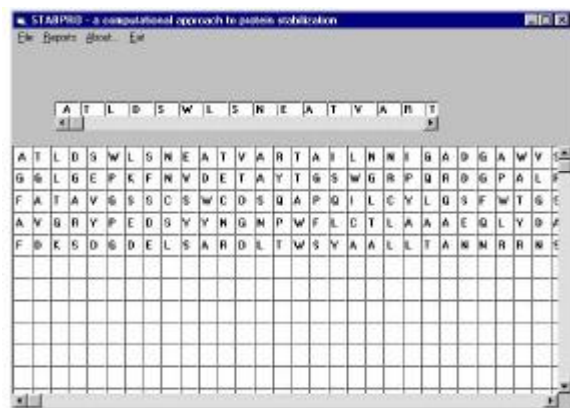 STABPRO - a computational approach to protein stabilization
File Reports About... Exit
A T L D S W L S N E A T V A R T
A T L D S W L S N E A T V A R T A I L N N I G A D G A W V S
G G L G E P K F N V D E T A Y T G S W G R P Q R D G P A L R
F A T A V G S S C S W C D S Q A P Q I L C Y L Q S F W T G S
A V G R Y P E D S Y Y N G N P W F L C T L A A A E Q L Y D A
F D K S D G D E L S A R D L T W S Y A A L L T A N N R R N S